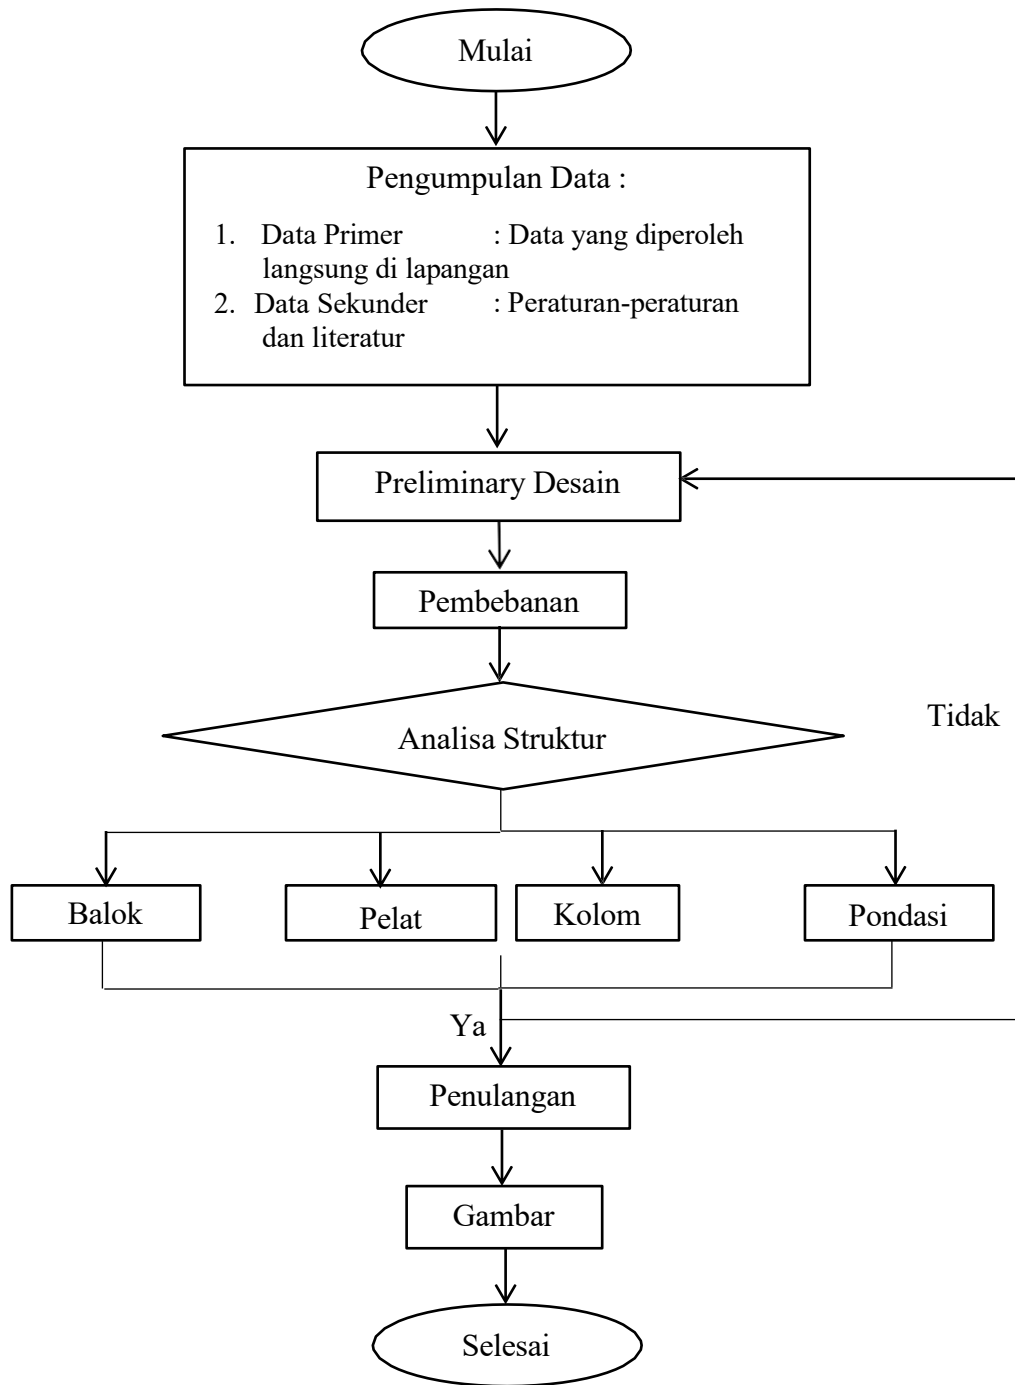 Mulai
Pengumpulan Data :
1. Data Primer : Data yang diperoleh
langsung di lapangan
2. Data Sekunder : Peraturan-peraturan
dan literatur
Preliminary Desain
Pembebanan
Analisa Struktur
Tidak
Balok
Pelat
Kolom
Pondasi
Ya
Penulangan
Gambar
Selesai